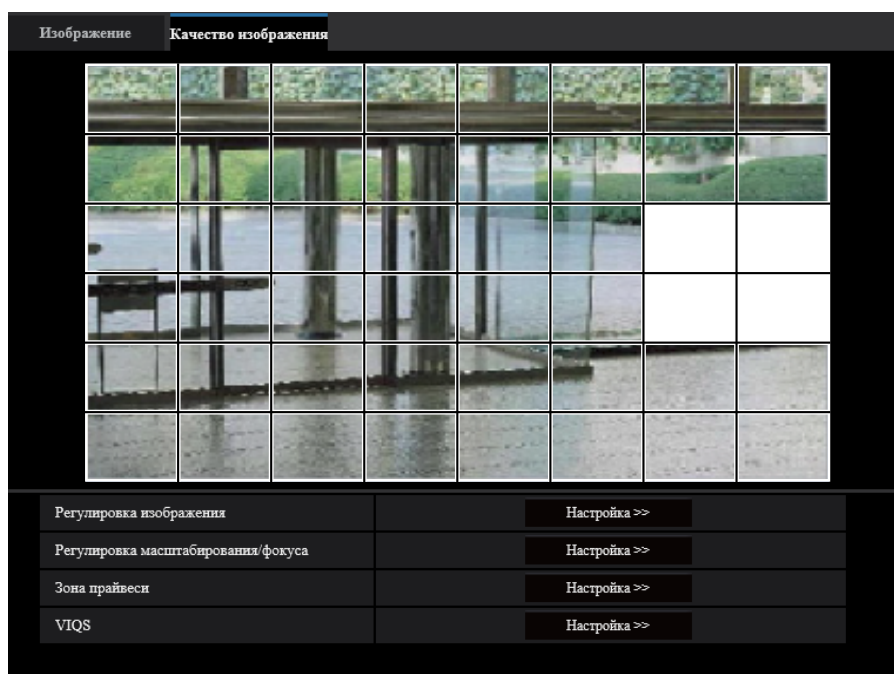 Изображение
Качество изображения
Регулировка изображения
Настройка >>
Регулировка масштабирования/фокуса
Настройка >>
Зона прайвеси
Настройка >>
VIQS
Настройка >>